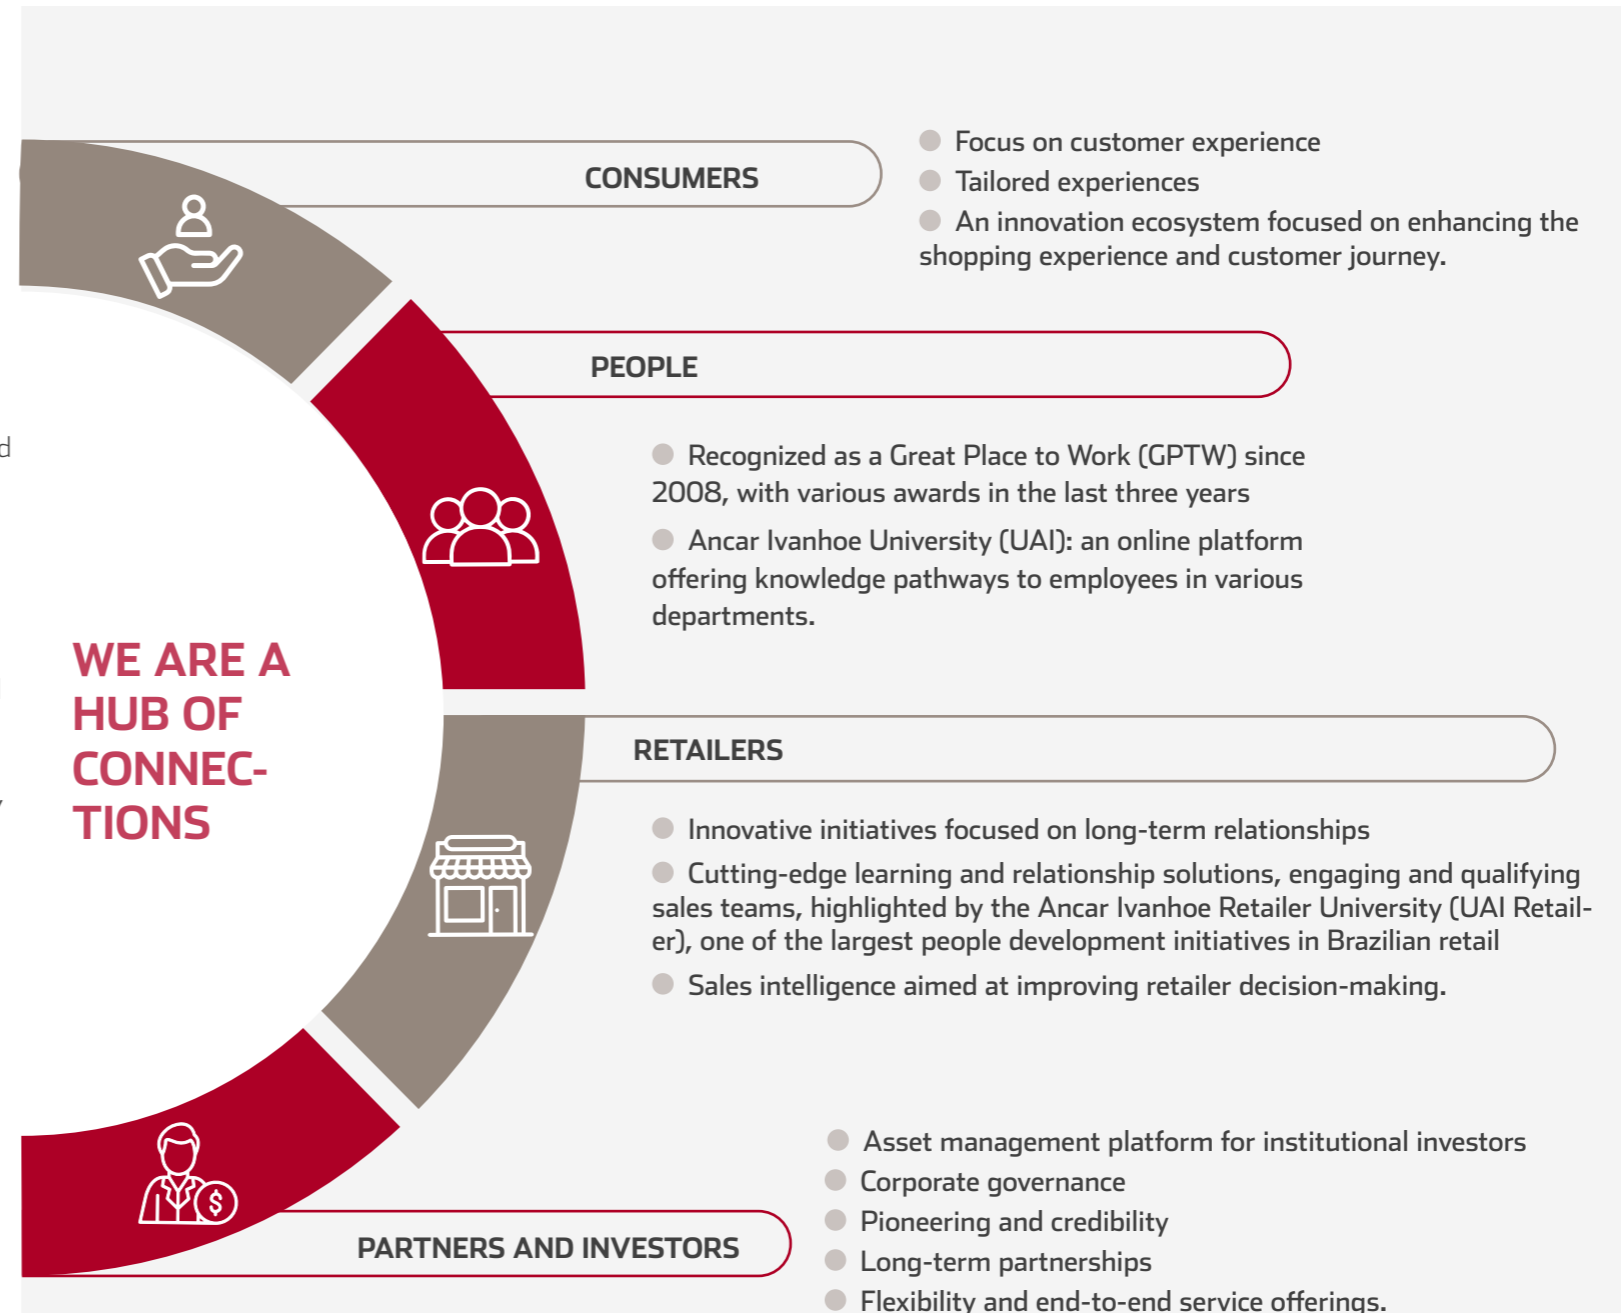 CONSUMERS
Focus on customer experience
Tailored experiences
An innovation ecosystem focused on enhancing the
shopping experience and customer journey.
PEOPLE
Recognized as a Great Place to Work (GPTW) since
2008, with various awards in the last three years
Ancar Ivanhoe University (UAI): an online platform
offering knowledge pathways to employees in various
departments.
WE ARE A
HUB OF
CONNEC-
TIONS
RETAILERS
Innovative initiatives focused on long-term relationships
Cutting-edge learning and relationship solutions, engaging and qualifying
sales teams, highlighted by the Ancar Ivanhoe Retailer University (UAI Retail-
er), one of the largest people development initiatives in Brazilian retail
Sales intelligence aimed at improving retailer decision-making.
$
PARTNERS AND INVESTORS
Asset management platform for institutional investors
Corporate governance
Pioneering and credibility
Long-term partnerships
Flexibility and end-to-end service offerings.